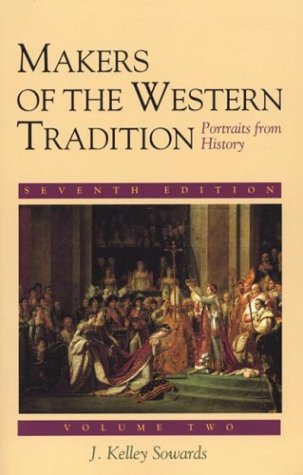 MAKERS
OF THE WESTERN
TRADITION
Portraits from
History
SEVENTH EDITION
VOLUME TWO
J. Kelley Sowards